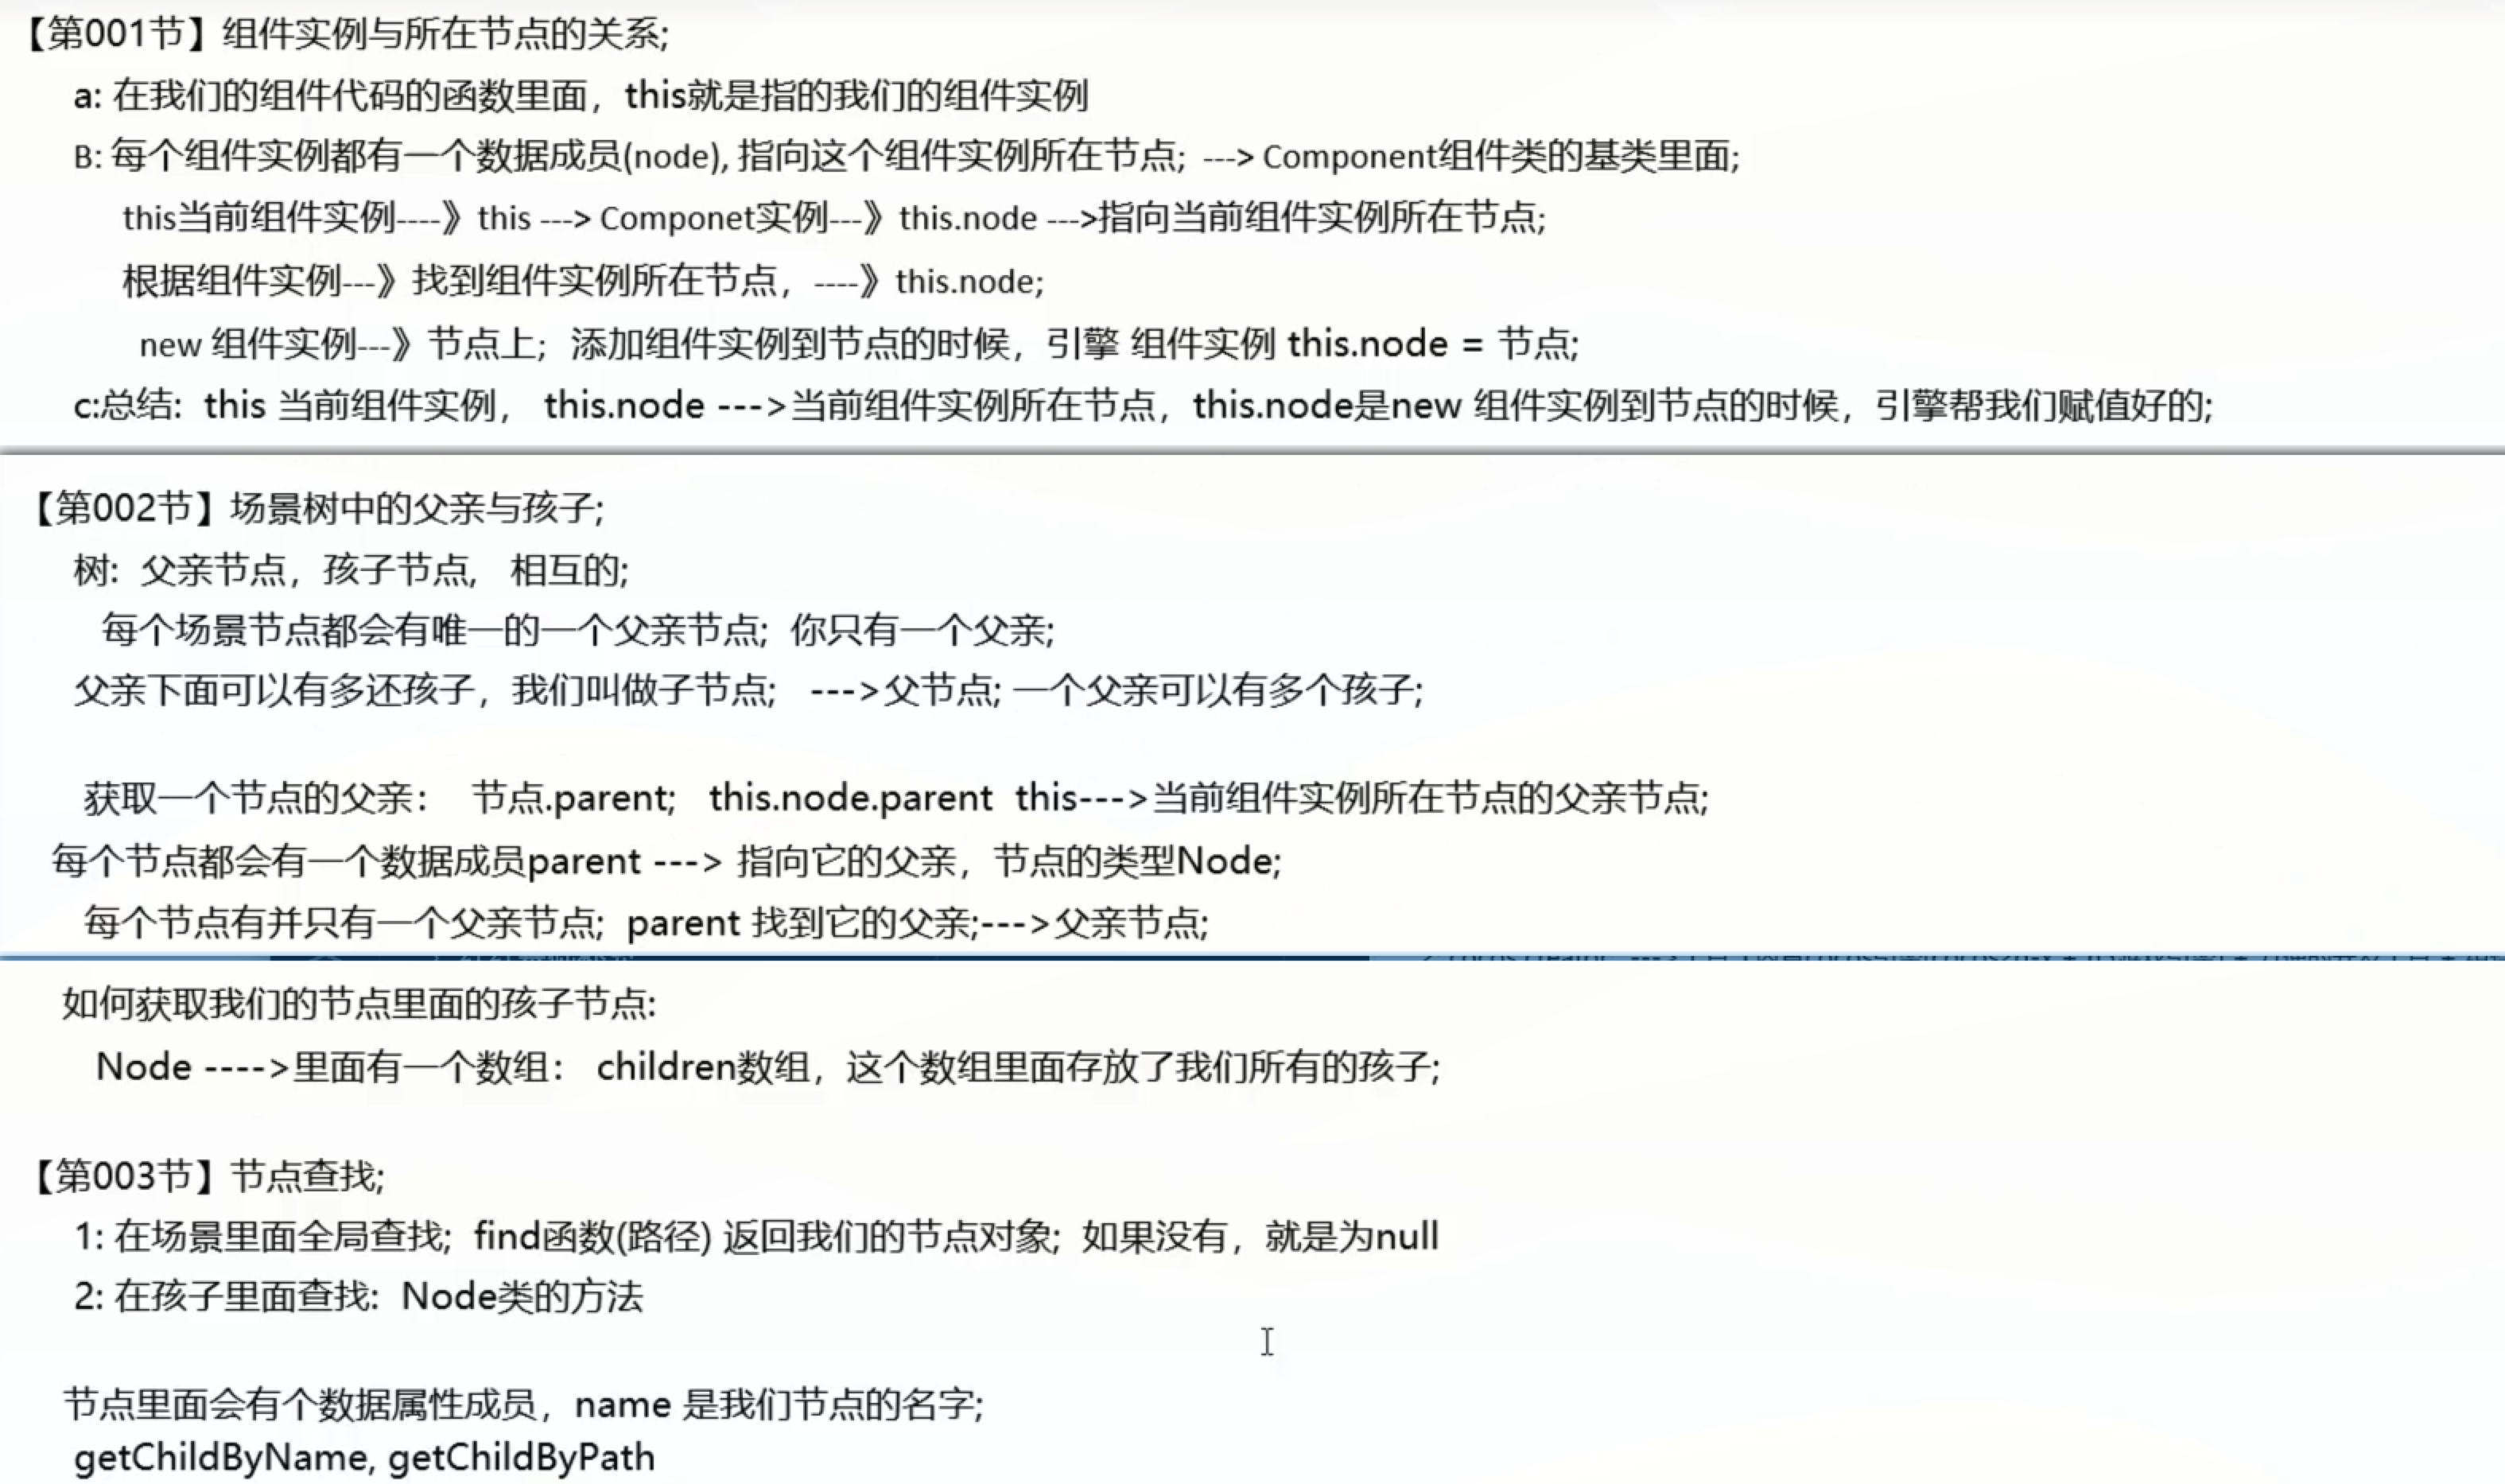 【第001节】组件实例与所在节点的关系;
a: 在我们的组件代码的函数里面，this就是指的我们的组件实例
B: 每个组件实例都有一个数据成员(node), 指向这个组件实例所在节点; ---> Component组件类的基类里面;
this当前组件实例----》this ---> Componet实例---》this.node --->指向当前组件实例所在节点;
根据组件实例---》找到组件实例所在节点，----》this.node;
new 组件实例---》节点上; 添加组件实例到节点的时候，引擎 组件实例 this.node = 节点;
c:总结: this 当前组件实例， this.node --->当前组件实例所在节点，this.node是new 组件实例到节点的时候，引擎帮我们赋值好的;
【第002节】场景树中的父亲与孩子;
树: 父亲节点，孩子节点， 相互的;
每个场景节点都会有唯一的一个父亲节点; 你只有一个父亲;
父亲下面可以有多还孩子，我们叫做子节点; --->父节点; 一个父亲可以有多个孩子;
获取一个节点的父亲： 节点.parent; this.node.parent this--->当前组件实例所在节点的父亲节点;
每个节点都会有一个数据成员parent ---> 指向它的父亲，节点的类型Node;
每个节点有并只有一个父亲节点; parent 找到它的父亲;--->父亲节点;
如何获取我们的节点里面的孩子节点:
Node ---->里面有一个数组： children数组，这个数组里面存放了我们所有的孩子;
【第003节】节点查找;
1: 在场景里面全局查找; find函数(路径) 返回我们的节点对象; 如果没有，就是为null
2: 在孩子里面查找: Node类的方法
节点里面会有个数据属性成员，name 是我们节点的名字;
getChildByName, getChildByPath